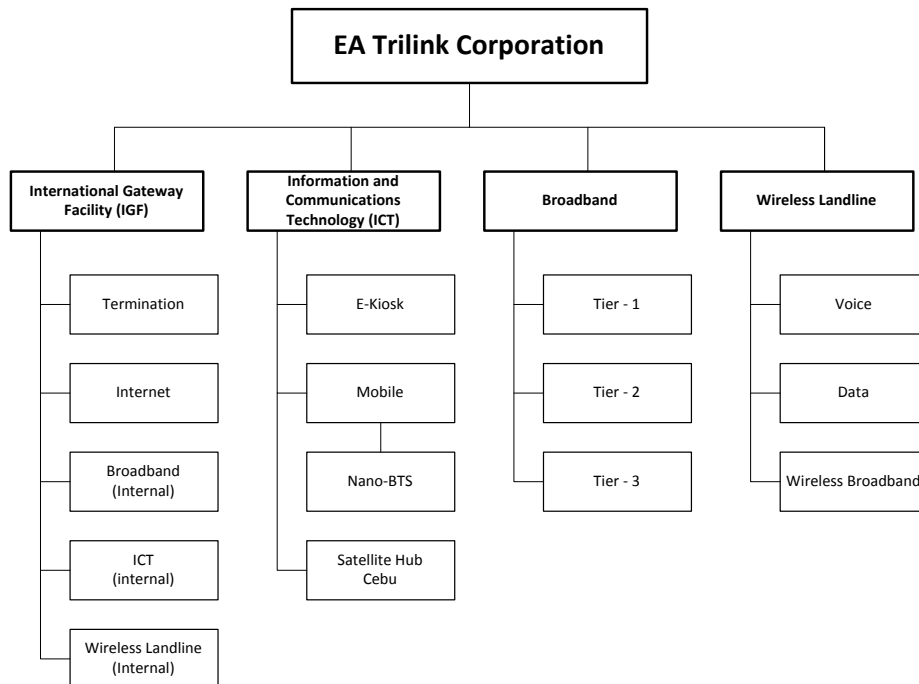 EA Trilink Corporation
International Gateway
Facility (IGF)
Information and
Communications
Technology (ICT)
Broadband
Wireless Landline
Termination
E-Kiosk
Tier - 1
Voice
Internet
Mobile
Tier - 2
Data
Broadband
(Internal)
Nano-BTS
Tier - 3
Wireless Broadband
ICT
(internal)
Satellite Hub
Cebu
Wireless Landline
(Internal)